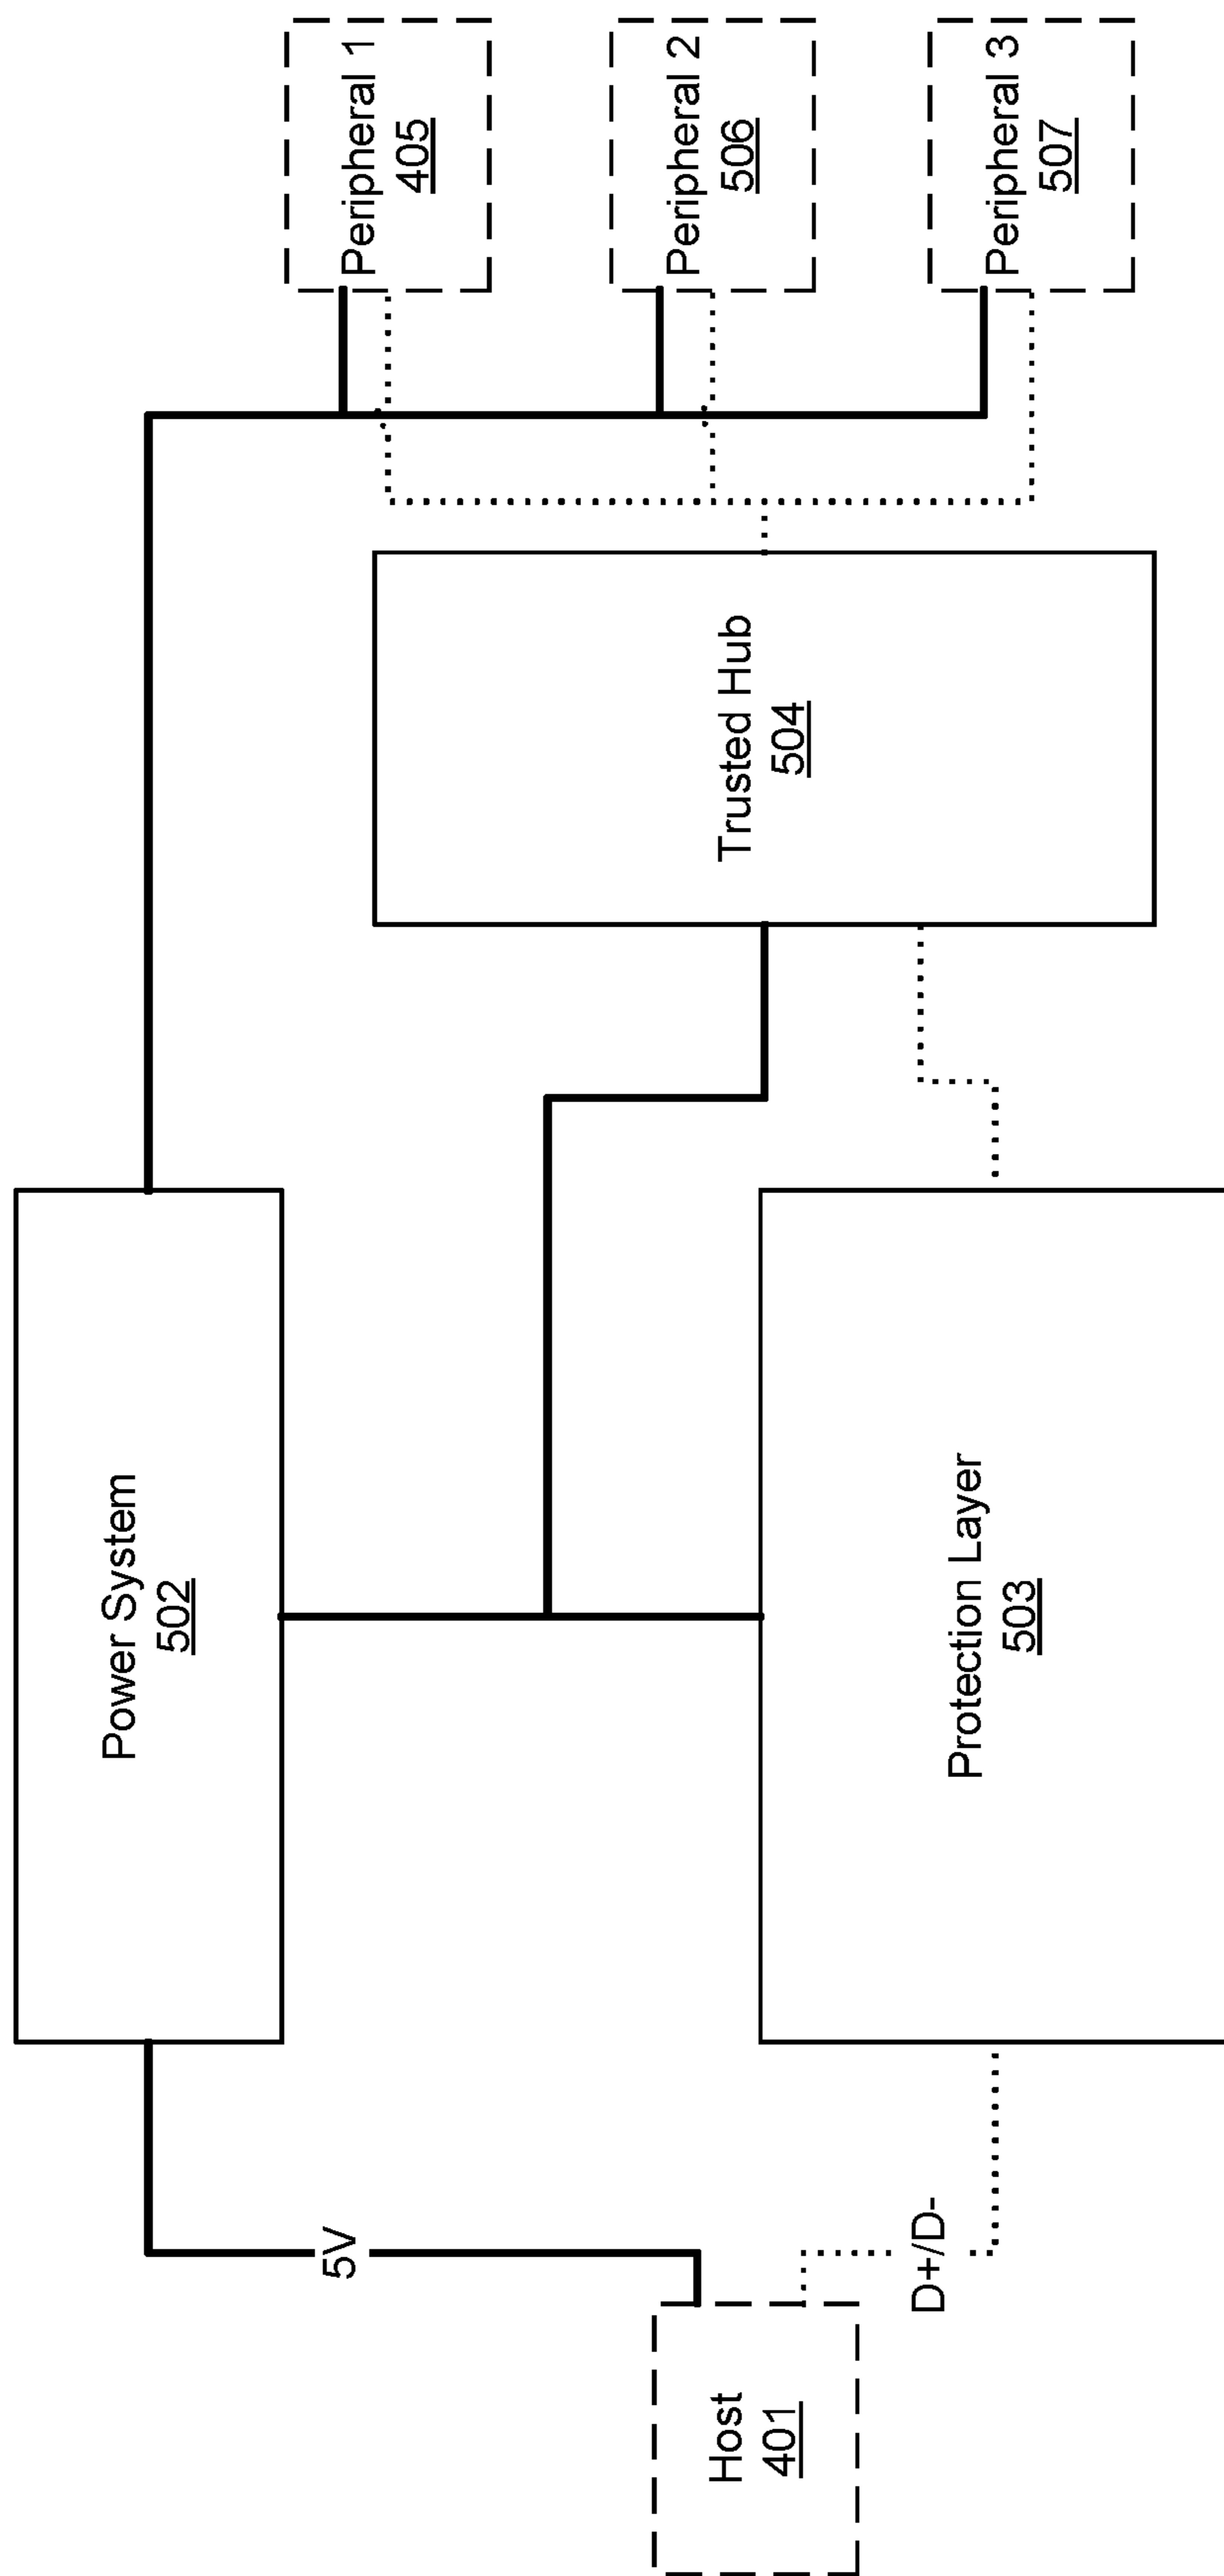 Host
401
5V
D+/D-
Power System
502
Protection Layer
503
Trusted Hub
504
Peripheral 1
405
Peripheral 2
506
Peripheral 3
507